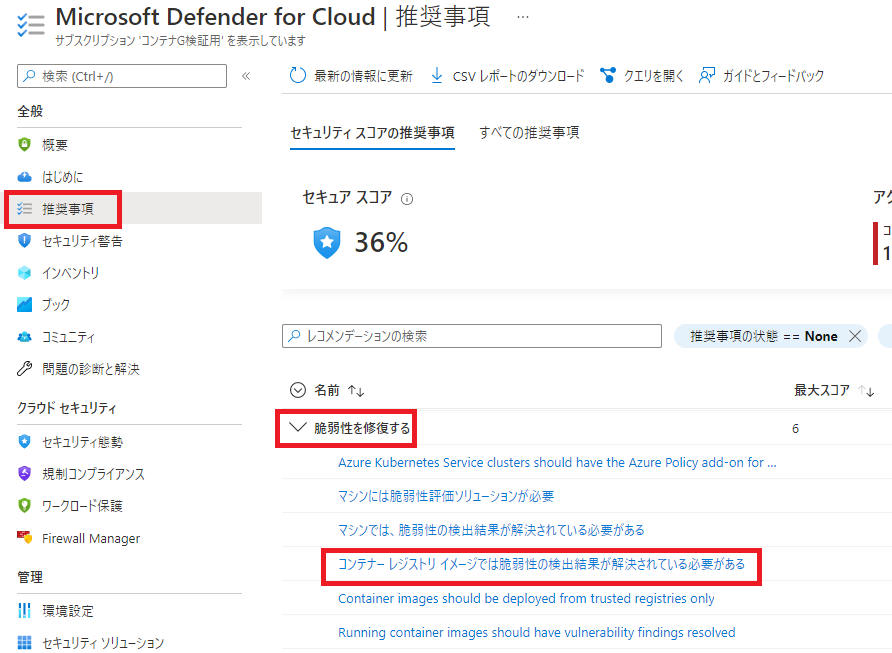 Microsoft Defender for Cloud | 推奨事項 …
サブスクリプション 'コンテナG検証用' を表示しています
検索 (Ctrl+/)
«
全般
概要
はじめに
推奨事項
セキュリティ警告
インベントリ
ブック
コミュニティ
問題の診断と解決
クラウド セキュリティ
セキュリティ態勢
規制コンプライアンス
ワークロード保護
Firewall Manager
管理
環境設定
セキュリティ ソリューション
最新の情報に更新 CSV レポートのダウンロード クエリを開く ガイドとフィードバック
セキュリティ スコアの推奨事項 すべての推奨事項
セキュア スコア
36%
レコメンデーションの検索
推奨事項の状態 == None
名前 ↑↓ 最大スコア ↑↓
脆弱性を修復する 6
Azure Kubernetes Service clusters should have the Azure Policy add-on for ...
マシンには脆弱性評価ソリューションが必要
マシンでは、脆弱性の検出結果が解決されている必要がある
コンテナー レジストリ イメージでは脆弱性の検出結果が解決されている必要がある
Container images should be deployed from trusted registries only
Running container images should have vulnerability findings resolved